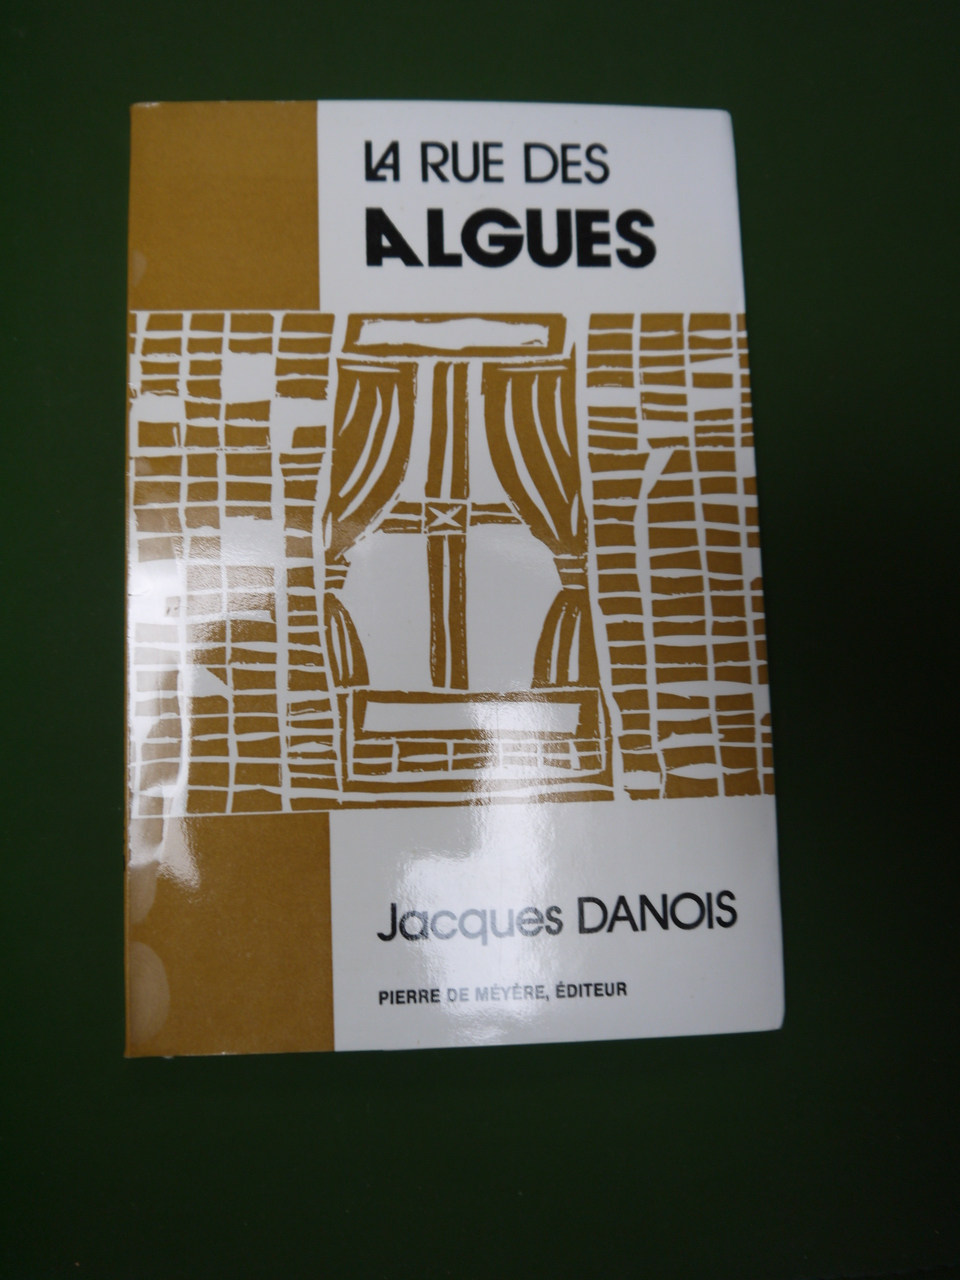 LA RUE DES
ALGUES
Jacques DANOIS
PIERRE DE MÉYÈRE, ÉDITEUR